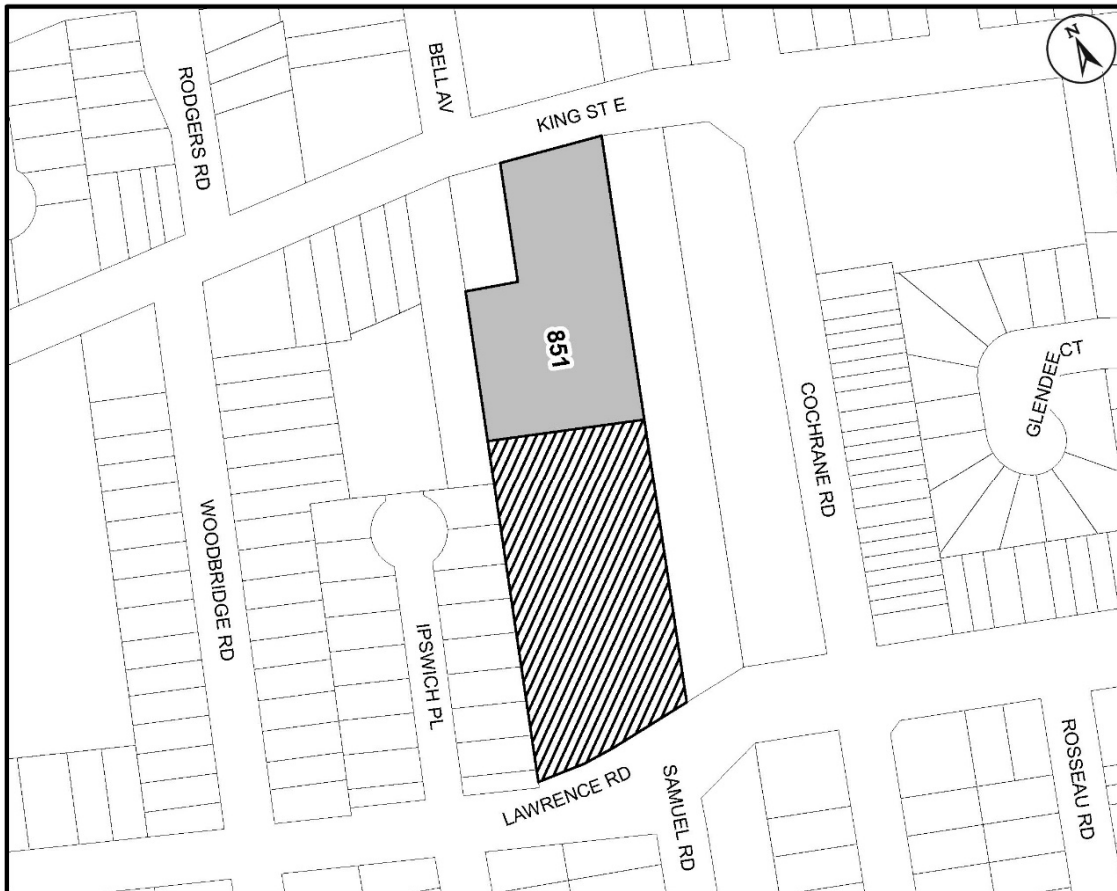 N
BELL AV
RODGERS RD
KING ST E
851
GLENDEE CT
COCHRANE RD
WOODBRIDGE RD
IPSWICH PL
LAWRENCE RD
SAMUEL RD
ROSSEAU RD